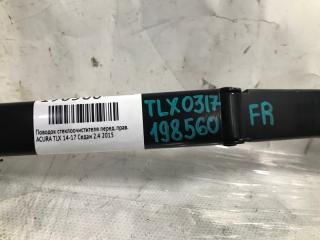 Поводок стеклоочистителя перед. прав.
ACURA TLX 14-17 Седан 2.4 2015
TLX0317
198560
FR